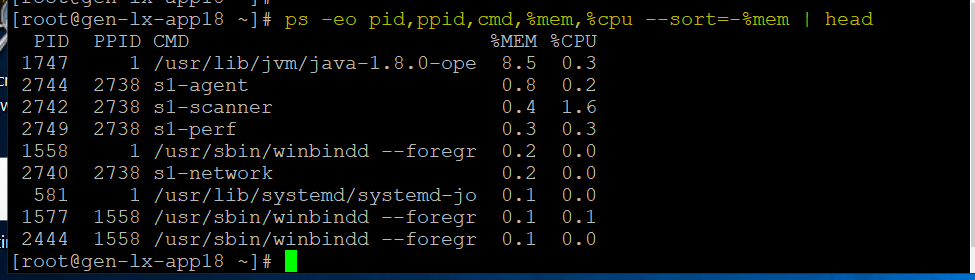 [root@gen-lx-app18 ~]# ps -eo pid,ppid,cmd,%mem,%cpu --sort=-%mem | head
PID PPID CMD %MEM %CPU
1747 1 /usr/lib/jvm/java-1.8.0-ope 8.5 0.3
2744 2738 s1-agent 0.8 0.2
2742 2738 s1-scanner 0.4 1.6
2749 2738 s1-perf 0.3 0.3
1558 1 /usr/sbin/winbindd --foregr 0.2 0.0
2740 2738 s1-network 0.2 0.0
581 1 /usr/lib/systemd/systemd-jo 0.1 0.0
1577 1558 /usr/sbin/winbindd --foregr 0.1 0.1
2444 1558 /usr/sbin/winbindd --foregr 0.1 0.0
[root@gen-lx-app18 ~]#